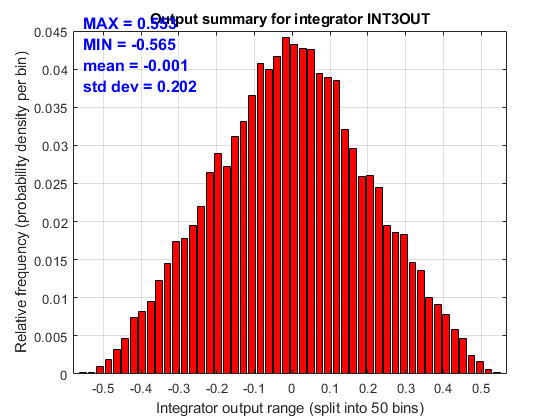 Output summary for integrator INT3OUT
MAX = 0.553
MIN = -0.565
mean = -0.001
std dev = 0.202
Relative frequency (probability density per bin)
0.045
0.04
0.035
0.03
0.025
0.02
0.015
0.01
0.005
0
-0.5 -0.4 -0.3 -0.2 -0.1 0 0.1 0.2 0.3 0.4 0.5
Integrator output range (split into 50 bins)